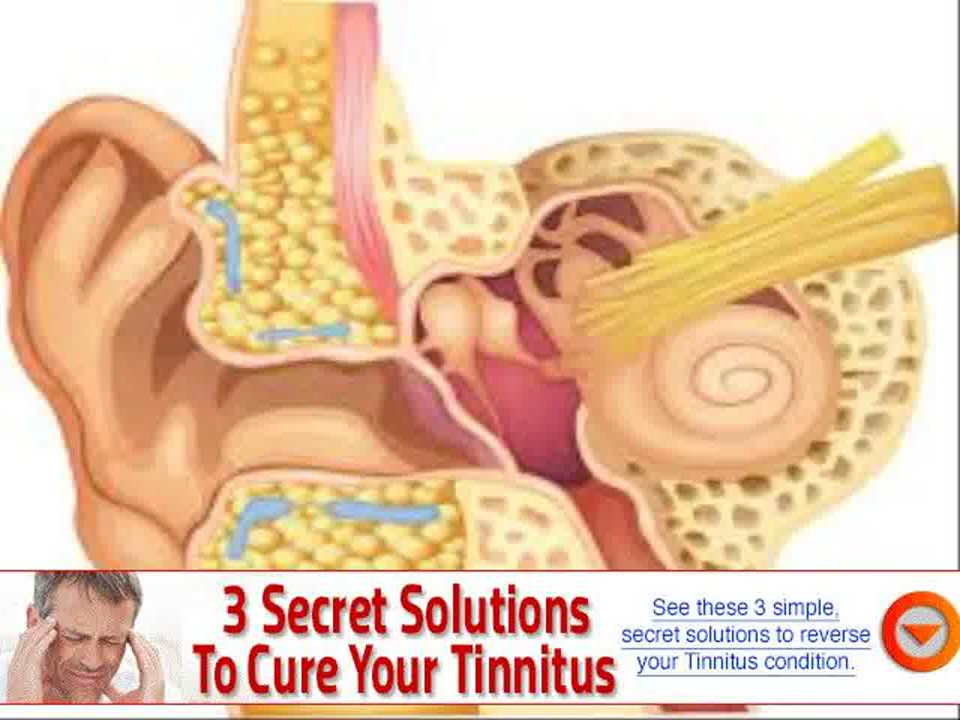 3 Secret Solutions
To Cure Your Tinnitus
See these 3 simple,
secret solutions to reverse
your Tinnitus condition.